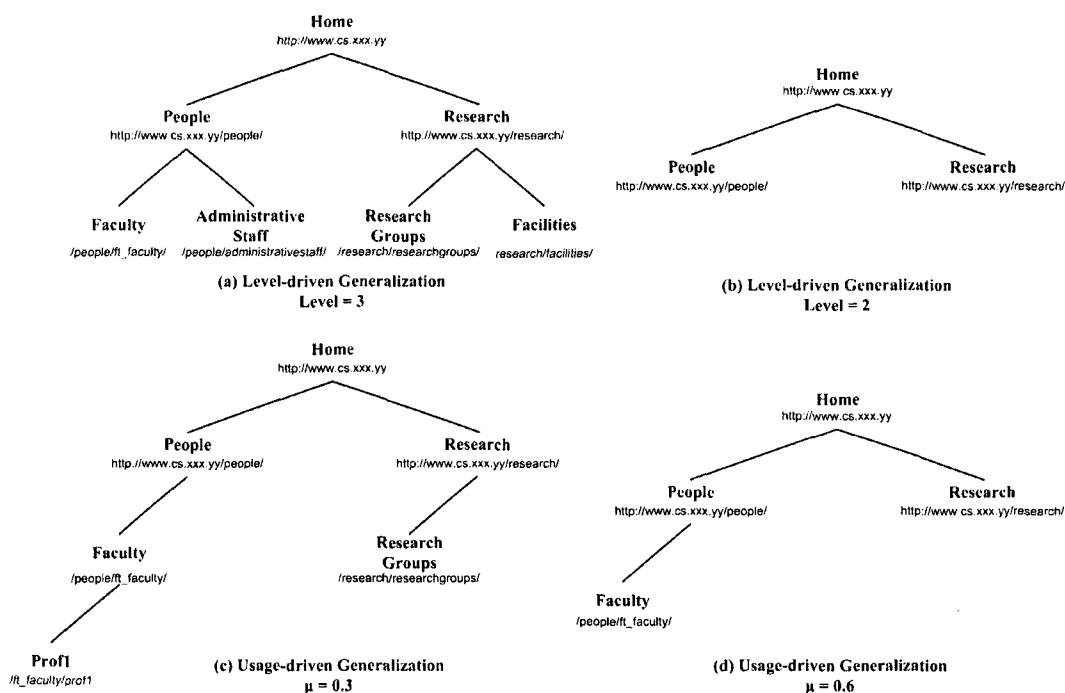 Home
http://www.cs.xxx.yy
People
http://www cs.xxx.yy/people/
Research
http://www.cs.xxx.yy/research/
Faculty
/people/ft_faculty/
Administrative
Staff
/people/administrativestaff/
Research
Groups
/research/researchgroups/
Facilities
research/facilities/
(a) Level-driven Generalization
Level = 3
Home
http://www cs.xxx.yy
People
http://www.cs.xxx.yy/people/
Research
http://www.cs.xxx.yy/research/
(b) Level-driven Generalization
Level = 2
Home
http://www.cs.xxx.yy
People
http://www.cs.xxx.yy/people/
Research
http://www.cs.xxx.yy/research/
Faculty
/people/ft_faculty/
Research
Groups
/research/researchgroups/
Prof1
/ft_faculty/prof1
(c) Usage-driven Generalization
μ = 0.3
Home
http://www.cs.xxx.yy
People
http://www.cs.xxx.yy/people/
Research
http://www cs.xxx.yy/research/
Faculty
/people/ft_faculty/
(d) Usage-driven Generalization
μ = 0.6